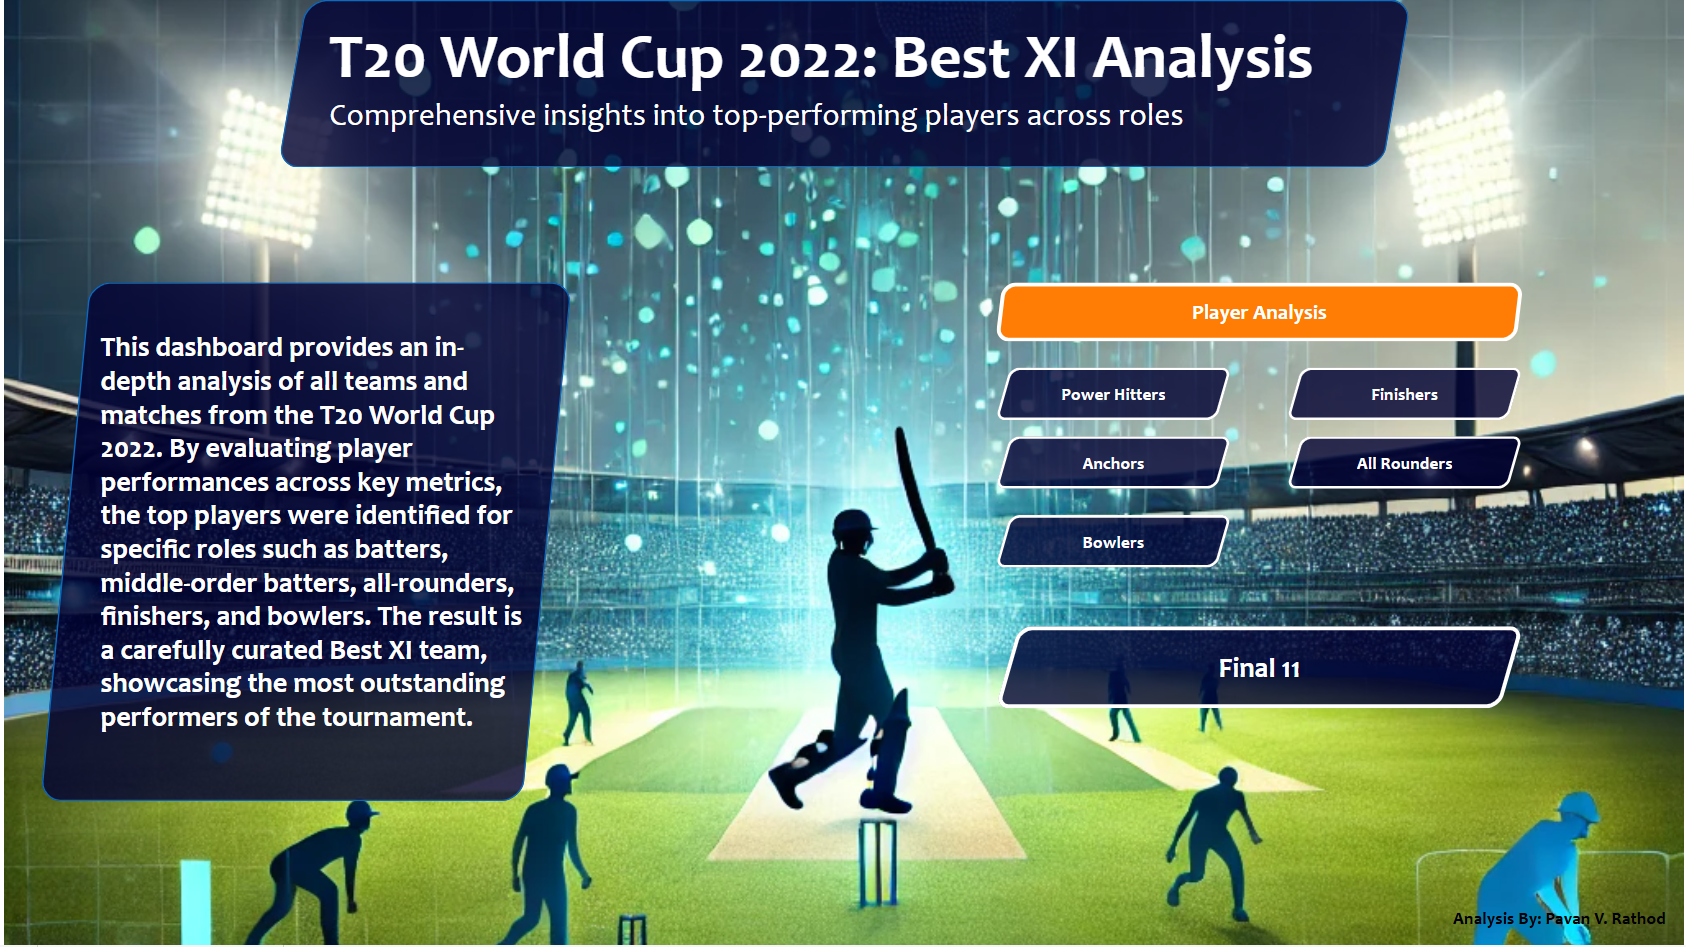 T20 World Cup 2022: Best XI Analysis
Comprehensive insights into top-performing players across roles
This dashboard provides an in-
depth analysis of all teams and
matches from the T20 World Cup
2022. By evaluating player
performances across key metrics,
the top players were identified for
specific roles such as batters,
middle-order batters, all-rounders,
finishers, and bowlers. The result is
a carefully curated Best XI team,
showcasing the most outstanding
performers of the tournament.
Player Analysis
Power Hitters
Finishers
Anchors
All Rounders
Bowlers
Final 11
Analysis By: Pavan V. Rathod